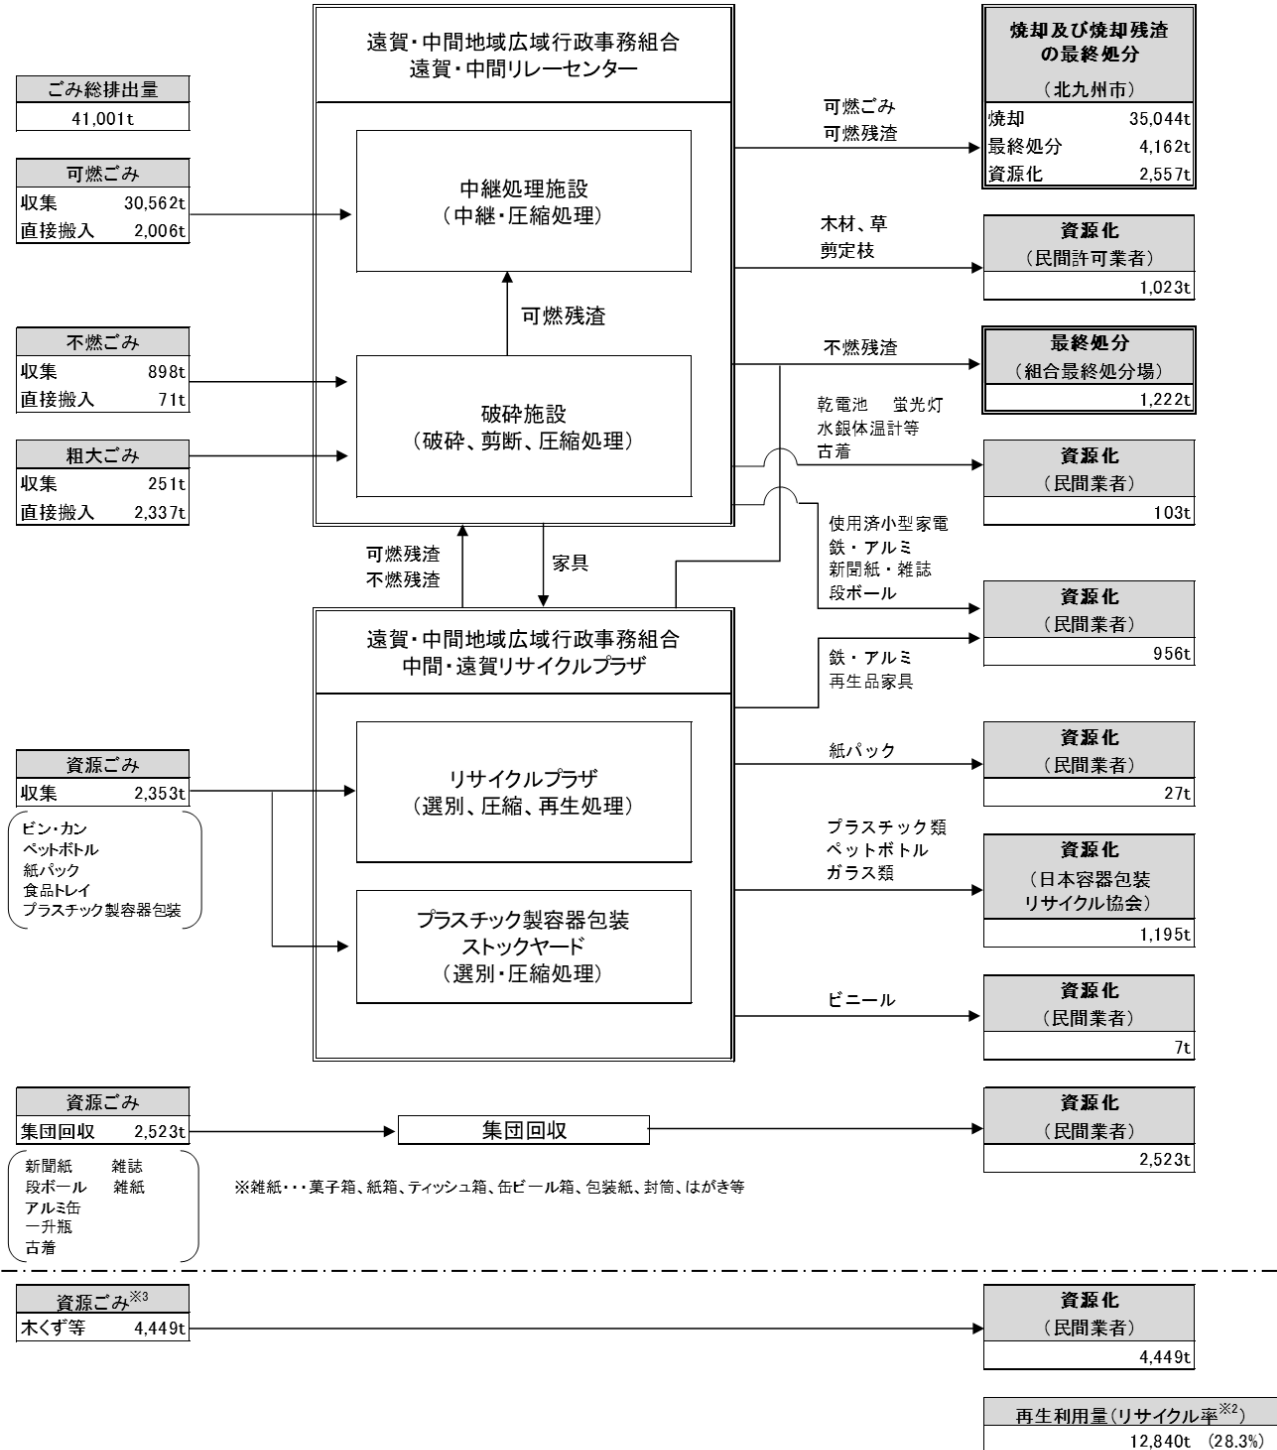 ごみ総排出量
41,001t
可燃ごみ
収集 30,562t
直接搬入 2,006t
不燃ごみ
収集 898t
直接搬入 71t
粗大ごみ
収集 251t
直接搬入 2,337t
遠賀・中間地域広域行政事務組合
遠賀・中間リレーセンター
中継処理施設
(中継・圧縮処理)
可燃残渣
破砕施設
(破砕、剪断、圧縮処理)
可燃残渣
不燃残渣
家具
可燃ごみ
可燃残渣
焼却及び焼却残渣
の最終処分
(北九州市)
焼却 35,044t
最終処分 4,162t
資源化 2,557t
木材、草
剪定枝
資源化
(民間許可業者)
1,023t
不燃残渣
最終処分
(組合最終処分場)
1,222t
乾電池 蛍光灯
水銀体温計等
古着
資源化
(民間業者)
103t
使用済小型家電
鉄・アルミ
新聞紙・雑誌
段ボール
資源化
(民間業者)
956t
鉄・アルミ
再生品家具
遠賀・中間地域広域行政事務組合
中間・遠賀リサイクルプラザ
資源ごみ
収集 2,353t
ビン・カン
ペットボトル
紙パック
食品トレイ
プラスチック製容器包装
リサイクルプラザ
(選別、圧縮、再生処理)
プラスチック製容器包装
ストックヤード
(選別・圧縮処理)
紙パック
資源化
(民間業者)
27t
プラスチック類
ペットボトル
ガラス類
資源化
(日本容器包装
リサイクル協会)
1,195t
ビニール
資源化
(民間業者)
7t
資源ごみ
集団回収 2,523t
新聞紙 雑誌
段ボール 雑紙
アルミ缶
一升瓶
古着
集団回収
資源化
(民間業者)
2,523t
※雑紙・・・菓子箱、紙箱、ティッシュ箱、缶ビール箱、包装紙、封筒、はがき等
資源ごみ※3
木くず等 4,449t
資源化
(民間業者)
4,449t
再生利用量(リサイクル率※2)
12,840t (28.3%)